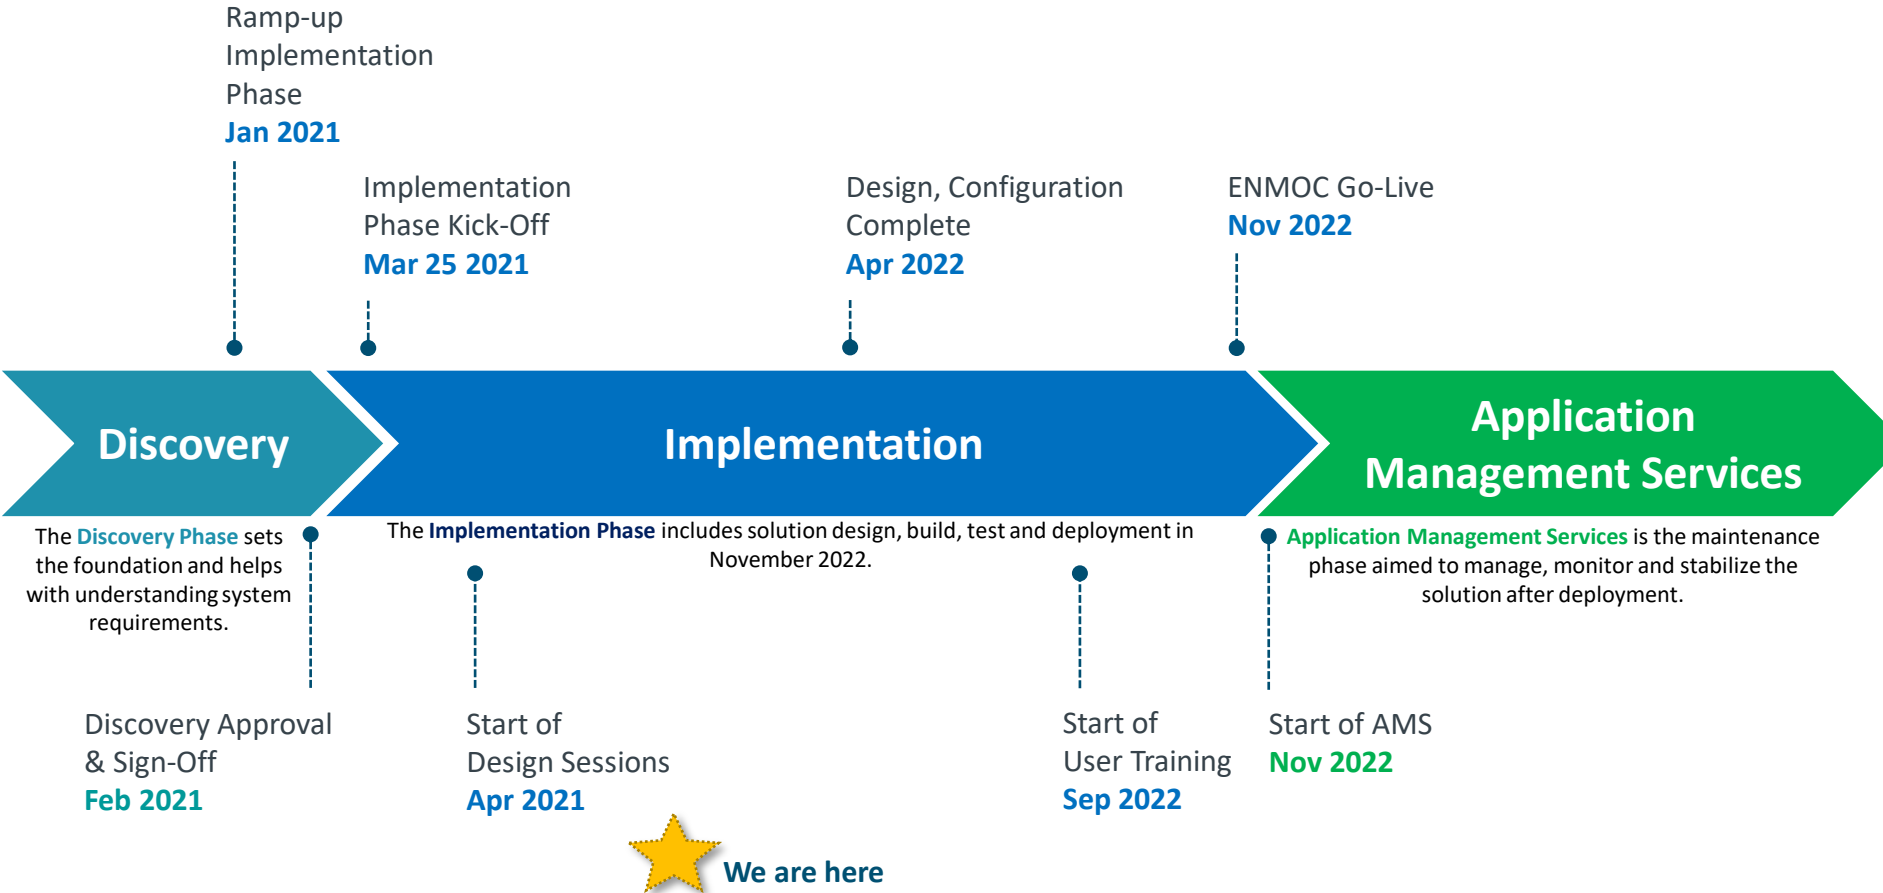 Ramp-up
Implementation
Phase
Jan 2021
Implementation
Phase Kick-Off
Mar 25 2021
Design, Configuration
Complete
Apr 2022
ENMOC Go-Live
Nov 2022
Discovery
Implementation
Application
Management Services
The Discovery Phase sets
the foundation and helps
with understanding system
requirements.
The Implementation Phase includes solution design, build, test and deployment in
November 2022.
Application Management Services is the maintenance
phase aimed to manage, monitor and stabilize the
solution after deployment.
Discovery Approval
& Sign-Off
Feb 2021
Start of
Design Sessions
Apr 2021
Start of
User Training
Sep 2022
Start of AMS
Nov 2022
We are here